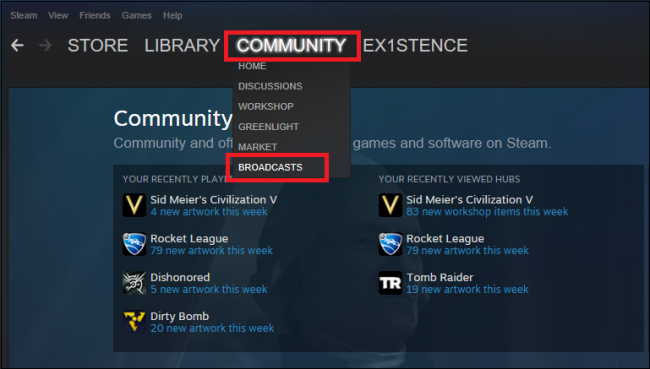 Steam View Friends Games Help
STORE LIBRARY COMMUNITY EX1STENCE
HOME
DISCUSSIONS
WORKSHOP
GREENLIGHT
MARKET
BROADCASTS
Community
Community and off games and software on Steam.
YOUR RECENTLY PLAYE
Sid Meier's Civilization V
4 new artwork this week
Rocket League
79 new artwork this week
Dishonored
5 new artwork this week
Dirty Bomb
20 new artwork this week
YOUR RECENTLY VIEWED HUBS
Sid Meier's Civilization V
83 new workshop items this week
Rocket League
79 new artwork this week
TR
Tomb Raider
19 new artwork this week